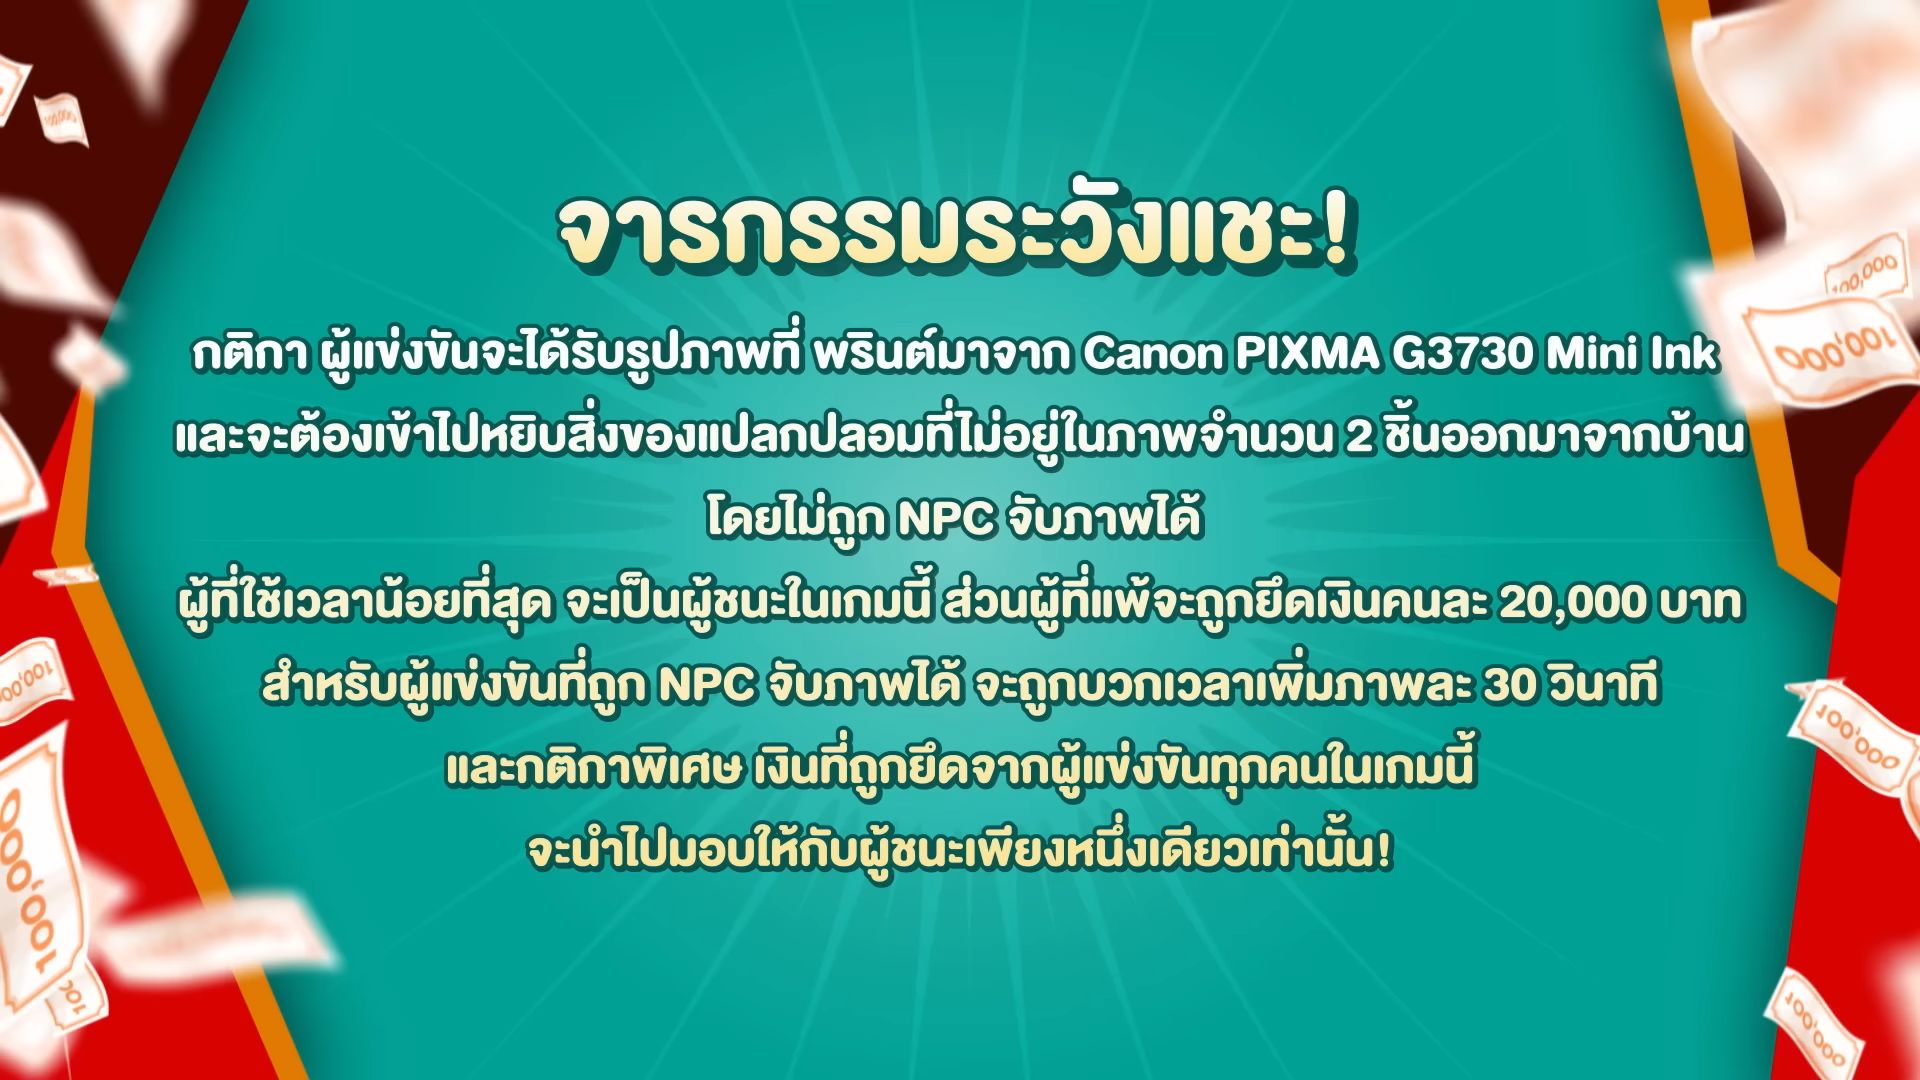 จารกรรมระวังแชะ!
กติกา ผู้แข่งขันจะได้รับรูปภาพที่ พรินต์มาจาก Canon PIXMA G3730 Mini Ink
และจะต้องเข้าไปหยิบสิ่งของแปลกปลอมที่ไม่อยู่ในภาพจำนวน 2 ชิ้นออกมาจากบ้าน
โดยไม่ถูก NPC จับภาพได้
ผู้ที่ใช้เวลาน้อยที่สุด จะเป็นผู้ชนะในเกมนี้ ส่วนผู้ที่แพ้จะถูกยึดเงินคนละ 20,000 บาท
สำหรับผู้แข่งขันที่ถูก NPC จับภาพได้ จะถูกบวกเวลาเพิ่มภาพละ 30 วินาที
และกติกาพิเศษ เงินที่ถูกยึดจากผู้แข่งขันทุกคนในเกมนี้
จะนำไปมอบให้กับผู้ชนะเพียงหนึ่งเดียวเท่านั้น!
100,000
100,000
100,000
100,000
100,000
100,000
100,000